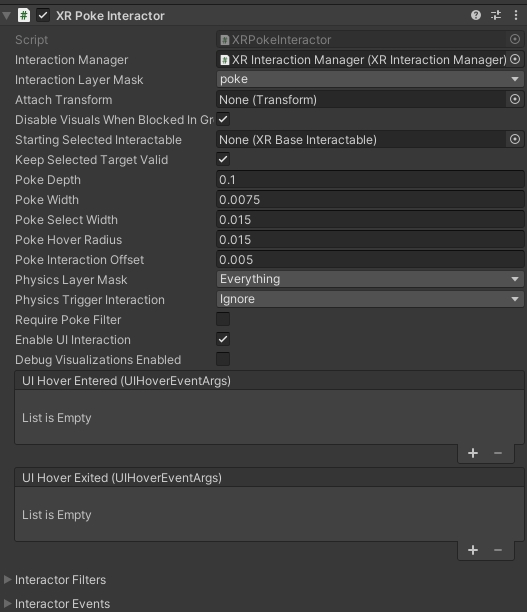 XR Poke Interactor
Script XRPokeInteractor
Interaction Manager XR Interaction Manager (XR Interaction Manager)
Interaction Layer Mask poke
Attach Transform None (Transform)
Disable Visuals When Blocked In Gr
Starting Selected Interactable None (XR Base Interactable)
Keep Selected Target Valid
Poke Depth 0.1
Poke Width 0.0075
Poke Select Width 0.015
Poke Hover Radius 0.015
Poke Interaction Offset 0.005
Physics Layer Mask Everything
Physics Trigger Interaction Ignore
Require Poke Filter
Enable UI Interaction
Debug Visualizations Enabled
UI Hover Entered (UIHoverEventArgs)
List is Empty
UI Hover Exited (UIHoverEventArgs)
List is Empty
Interactor Filters
Interactor Events